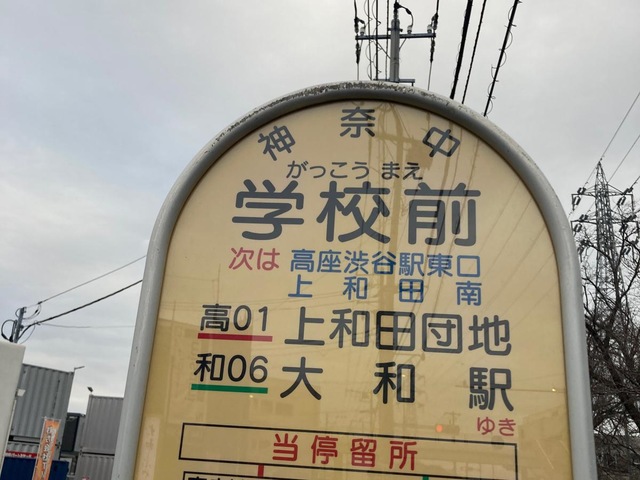 神奈中
がっこう まえ
学校前
次は 高座渋谷駅東口
上和田南
高01 上和田団地
和06 大和駅
ゆき
当停留所